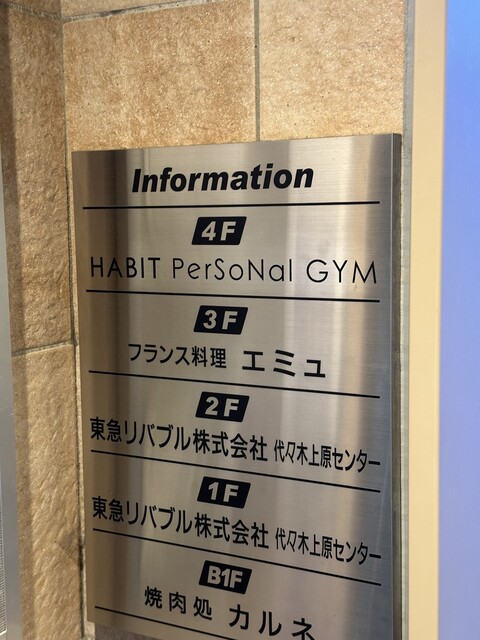 Information
4F
HABIT PerSoNal GYM
3F
フランス料理 エミュ
2F
東急リバブル株式会社 代々木上原センター
1F
東急リバブル株式会社 代々木上原センター
B1F
焼肉処 カルネ